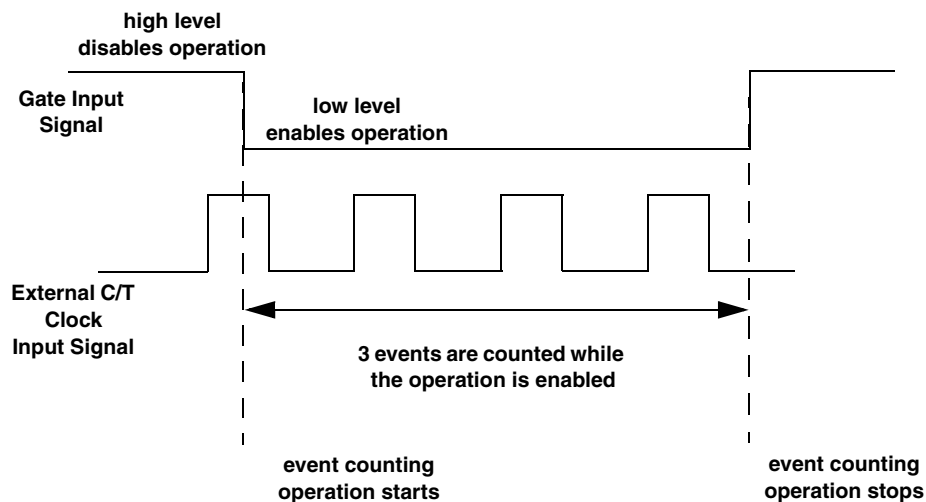 high level
disables operation
Gate Input
Signal
low level
enables operation
External C/T
Clock
Input Signal
3 events are counted while
the operation is enabled
event counting
operation starts
event counting
operation stops